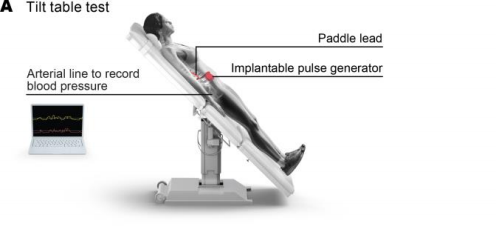 A Tilt table test
Paddle lead
Implantable pulse generator
Arterial line to record
blood pressure